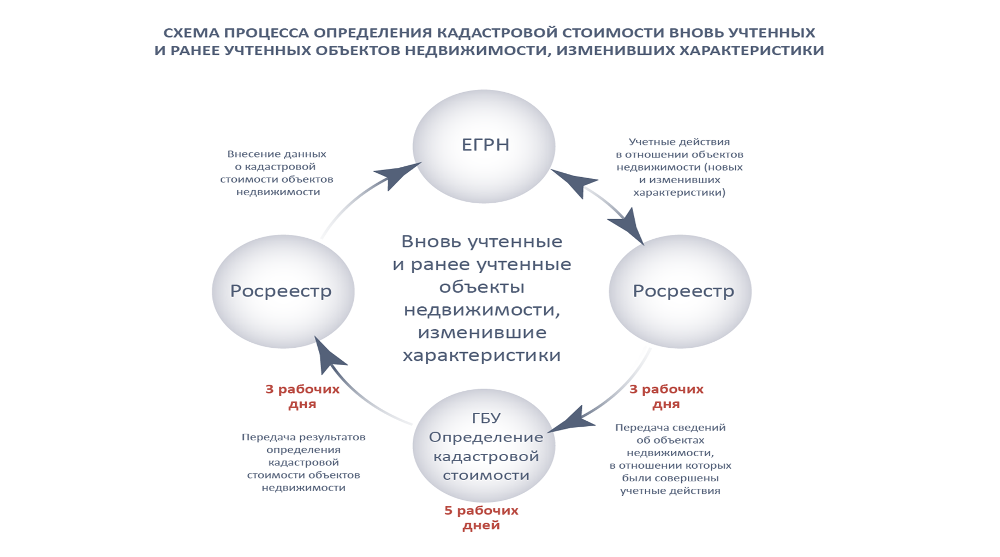 СХЕМА ПРОЦЕССА ОПРЕДЕЛЕНИЯ КАДАСТРОВОЙ СТОИМОСТИ ВНОВЬ УЧТЕННЫХ
И РАНЕЕ УЧТЕННЫХ ОБЪЕКТОВ НЕДВИЖИМОСТИ, ИЗМЕНИВШИХ ХАРАКТЕРИСТИКИ
ЕГРН
Учетные действия
в отношении объектов
недвижимости (новых
и изменивших
характеристики)
Внесение данных
о кадастровой
стоимости объектов
недвижимости
Вновь учтенные
и ранее учтенные
объекты
недвижимости,
изменившие
характеристики
Росреестр
Росреестр
3 рабочих
дня
3 рабочих
дня
Передача результатов
определения
кадастровой
стоимости объектов
недвижимости
ГБУ
Определение
кадастровой
стоимости
Передача сведений
об объектах
недвижимости,
в отношении которых
были совершены
учетные действия
5 рабочих
дней